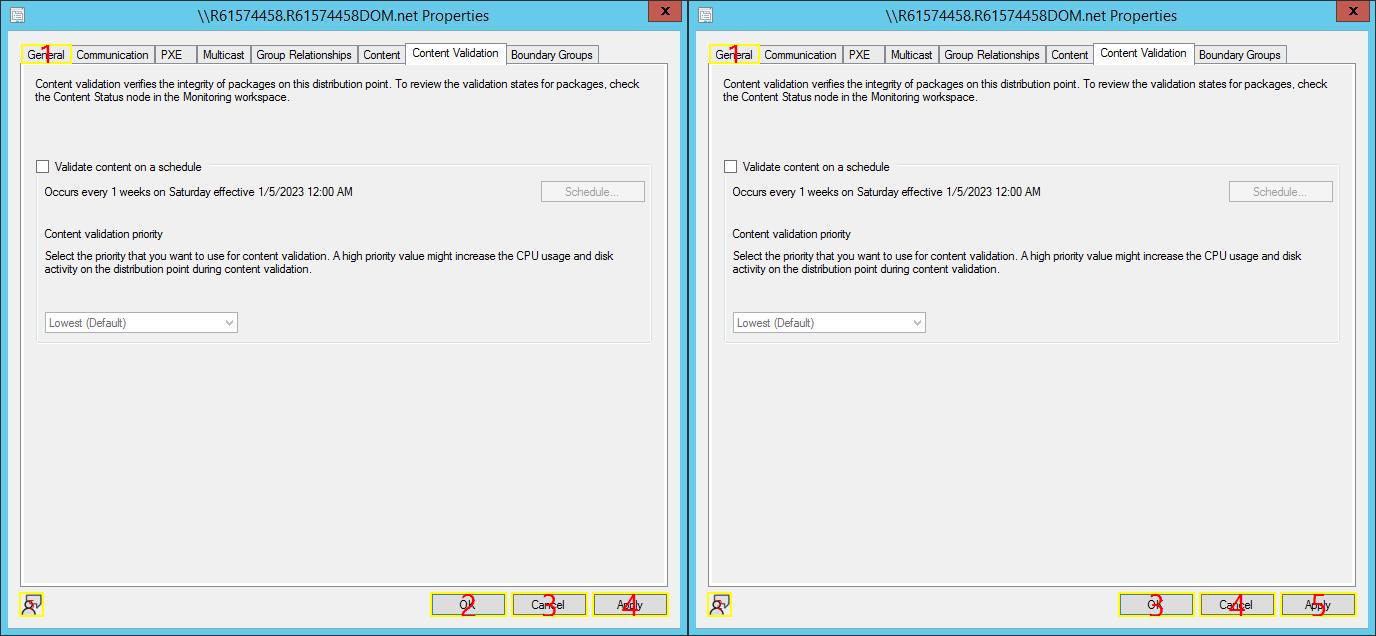 \\R61574458.R61574458DOM.net Properties
x
General Communication PXE Multicast Group Relationships Content Content Validation Boundary Groups
1
Content validation verifies the integrity of packages on this distribution point. To review the validation states for packages, check
the Content Status node in the Monitoring workspace.
Validate content on a schedule
Occurs every 1 weeks on Saturday effective 1/5/2023 12:00 AM
Schedule...
Content validation priority
Select the priority that you want to use for content validation. A high priority value might increase the CPU usage and disk
activity on the distribution point during content validation.
Lowest (Default)
OK Cancel Apply
2 3 4
\\R61574458.R61574458DOM.net Properties
x
General Communication PXE Multicast Group Relationships Content Content Validation Boundary Groups
1
Content validation verifies the integrity of packages on this distribution point. To review the validation states for packages, check
the Content Status node in the Monitoring workspace.
Validate content on a schedule
Occurs every 1 weeks on Saturday effective 1/5/2023 12:00 AM
Schedule...
Content validation priority
Select the priority that you want to use for content validation. A high priority value might increase the CPU usage and disk
activity on the distribution point during content validation.
Lowest (Default)
OK Cancel Apply
3 4 5